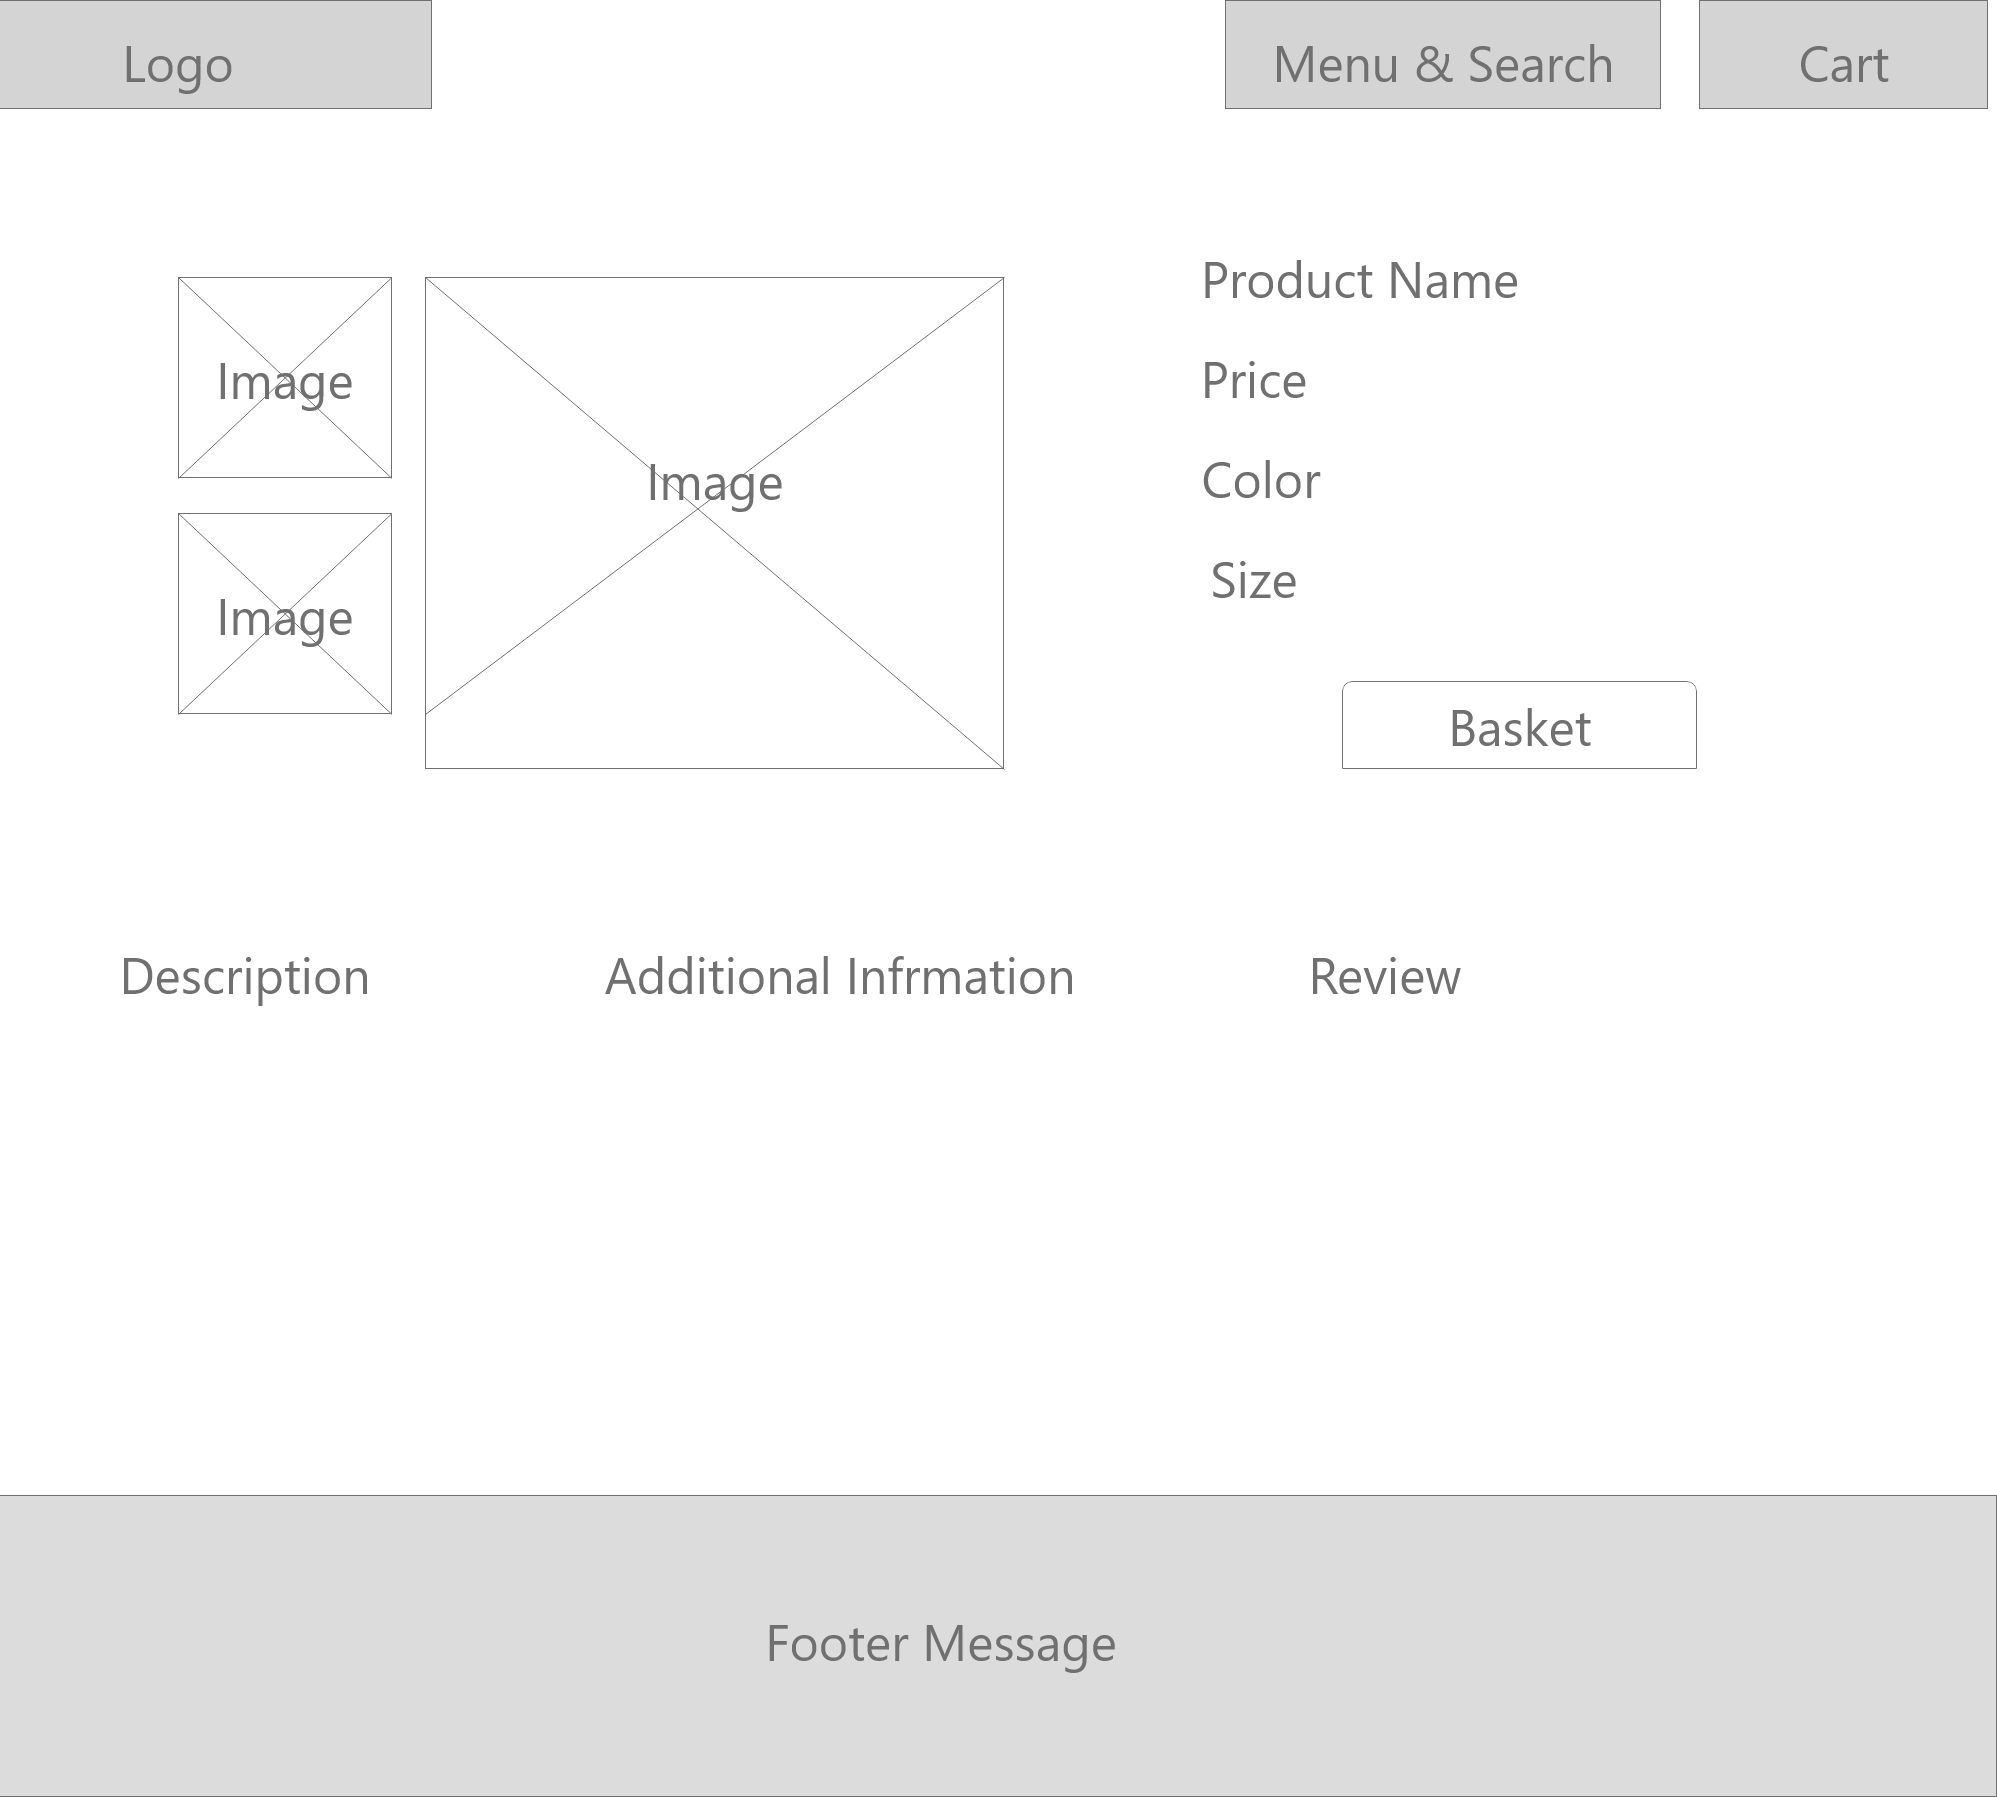 Logo
Menu & Search
Cart
Image
Image
Image
Product Name
Price
Color
Size
Basket
Description
Additional Infrmation
Review
Footer Message